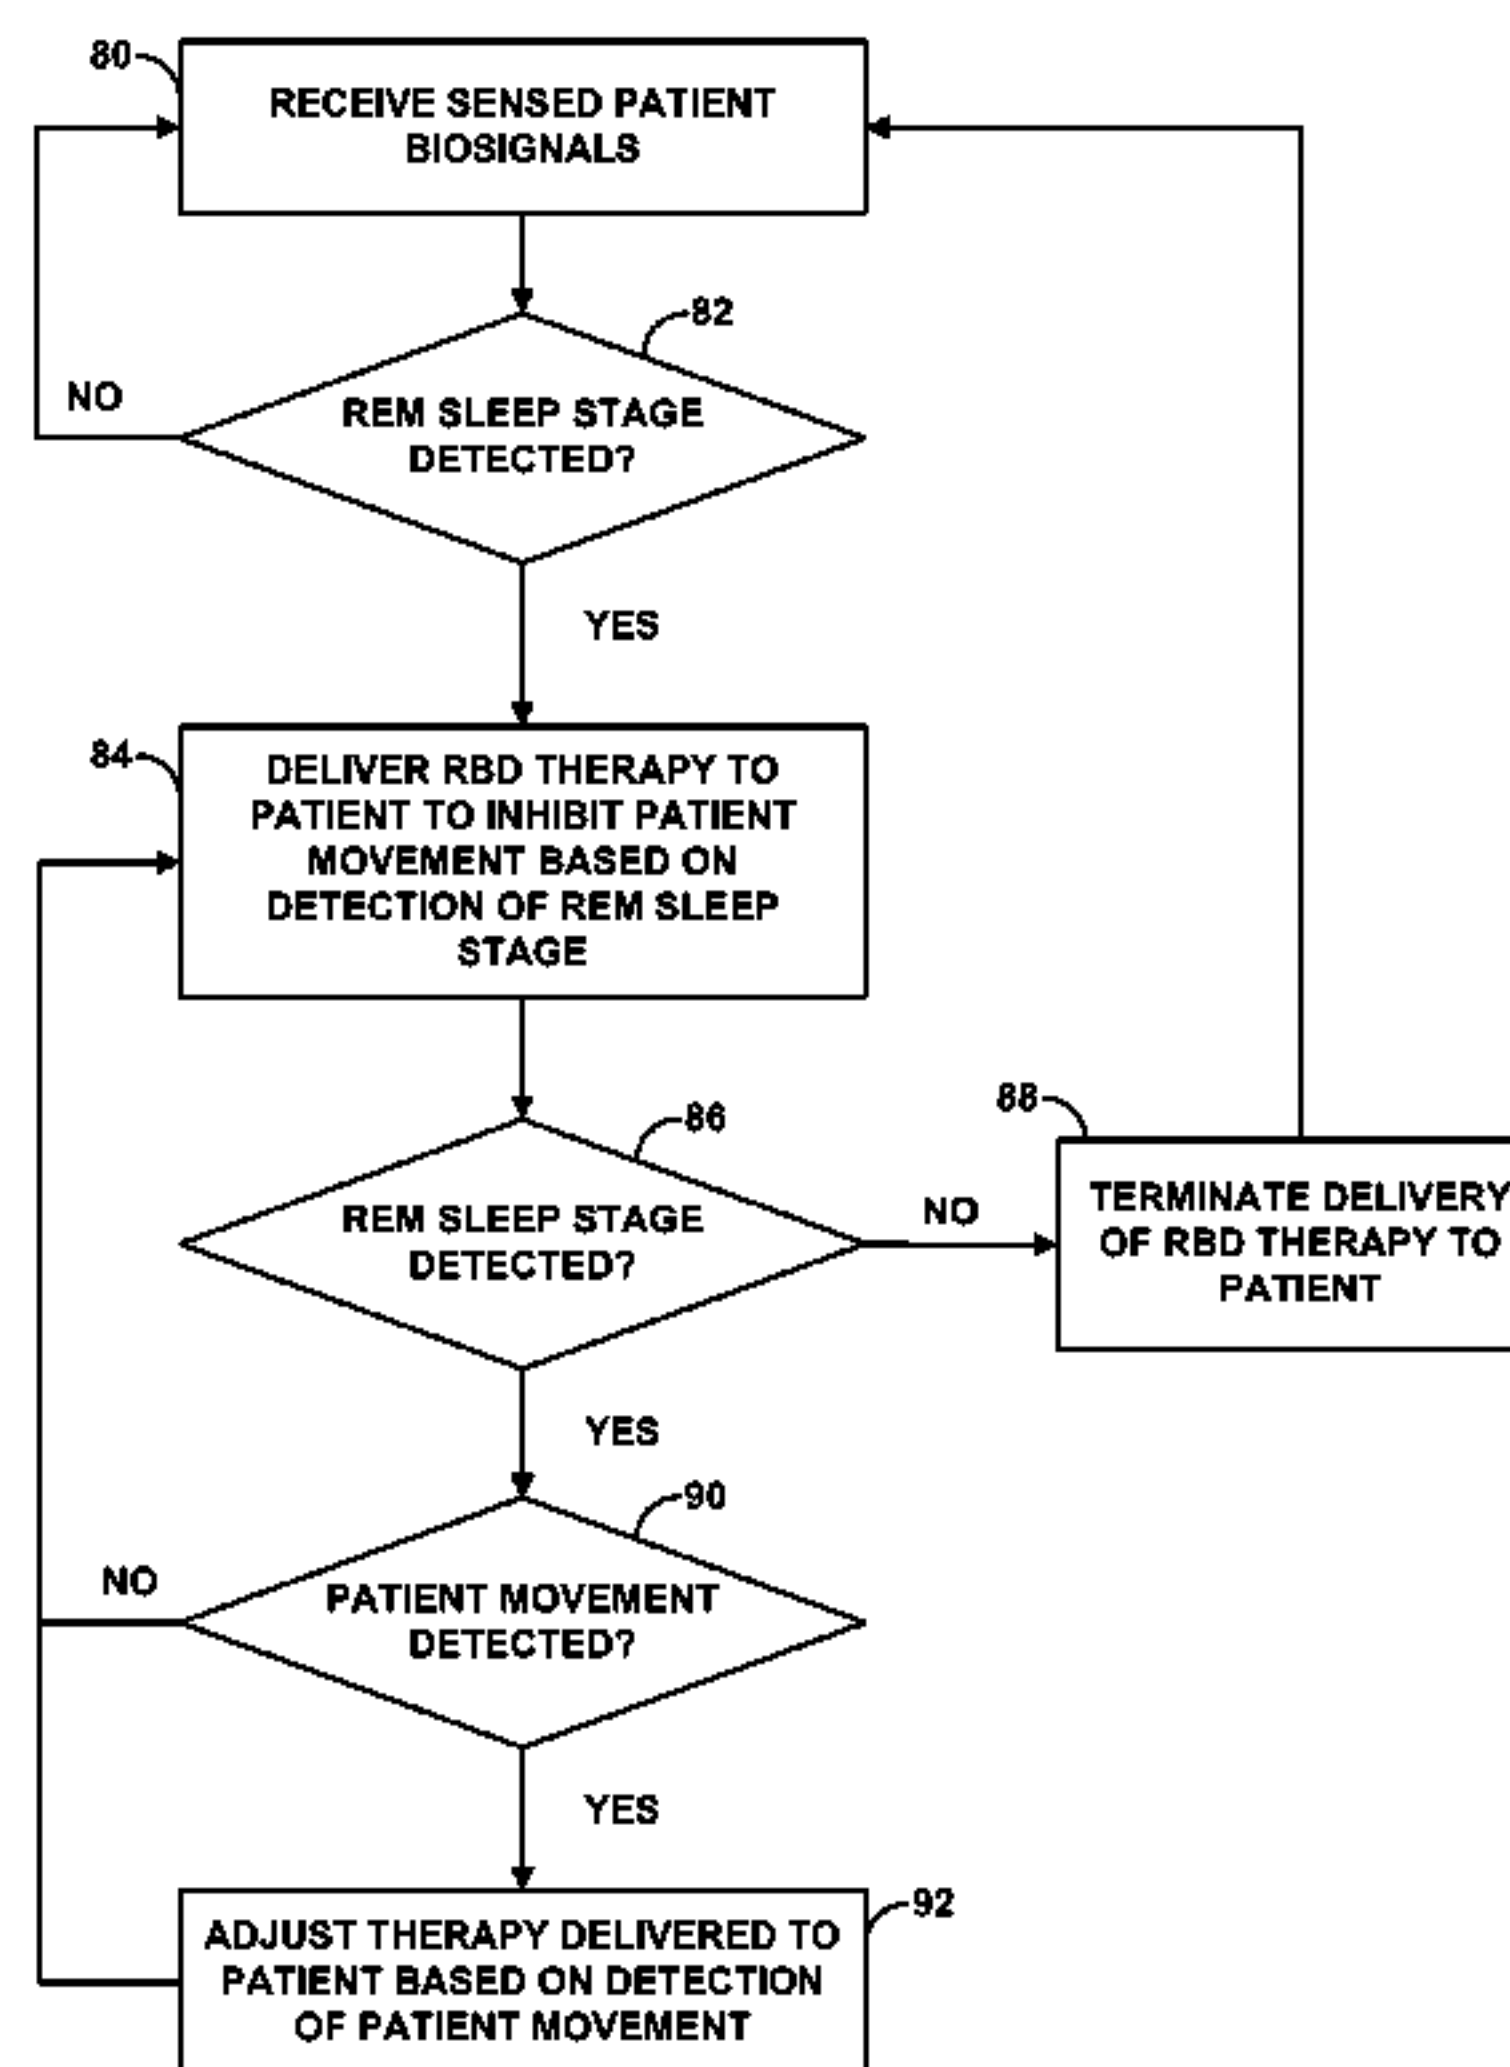 80
RECEIVE SENSED PATIENT
BIOSIGNALS
82
REM SLEEP STAGE
DETECTED?
NO
YES
84
DELIVER RBD THERAPY TO
PATIENT TO INHIBIT PATIENT
MOVEMENT BASED ON
DETECTION OF REM SLEEP
STAGE
86
REM SLEEP STAGE
DETECTED?
NO
88
TERMINATE DELIVERY
OF RBD THERAPY TO
PATIENT
YES
90
PATIENT MOVEMENT
DETECTED?
NO
YES
92
ADJUST THERAPY DELIVERED TO
PATIENT BASED ON DETECTION
OF PATIENT MOVEMENT